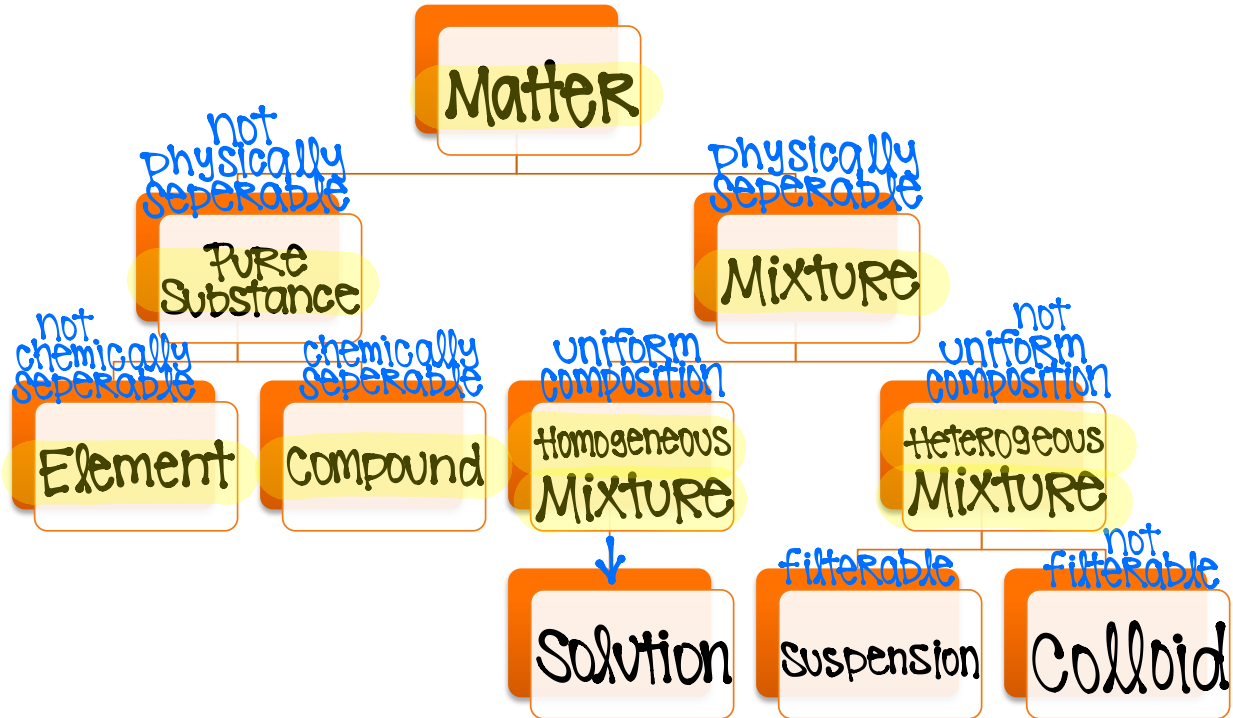 Matter
not
physically
seperable
Pure
Substance
physically
seperable
Mixture
not
chemically
seperable
Element
chemically
seperable
Compound
uniform
composition
Homogeneous
Mixture
not
uniform
composition
Heterogeous
Mixture
Solution
filterable
Suspension
not
filterable
Colloid